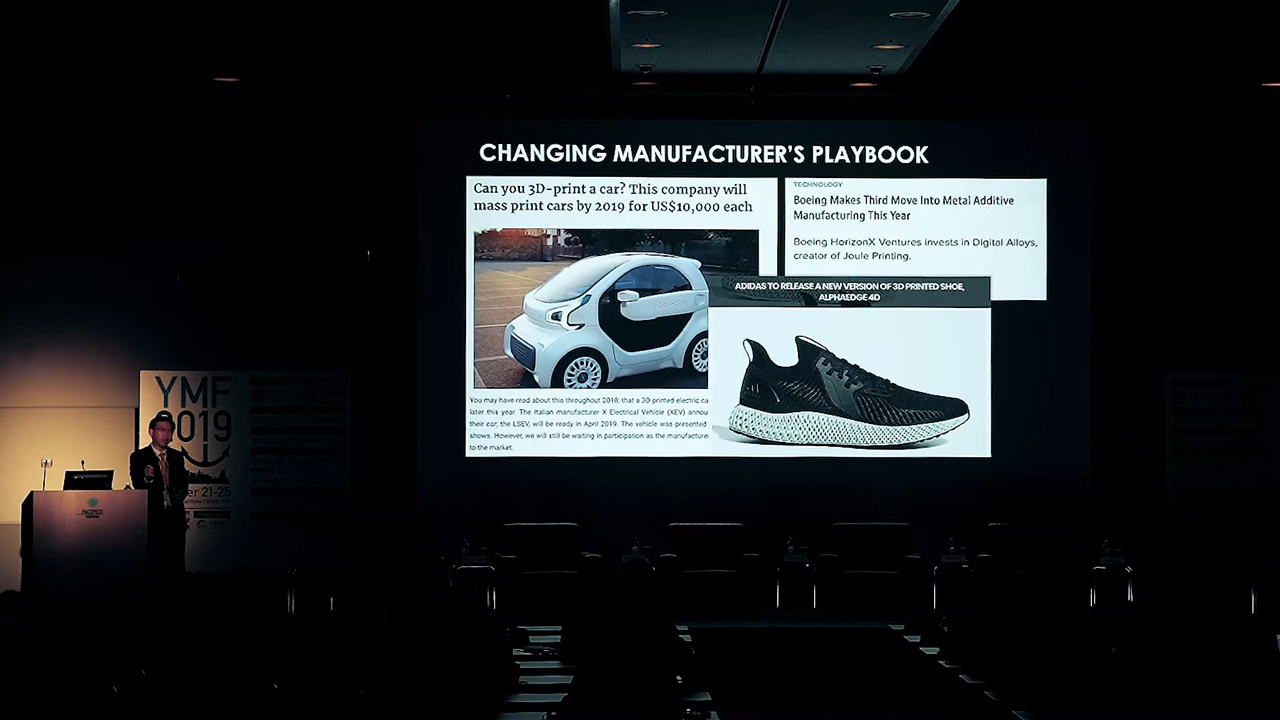 CHANGING MANUFACTURER'S PLAYBOOK
Can you 3D-print a car? This company will
mass print cars by 2019 for US$10,000 each
TECHNOLOGY
Boeing Makes Third Move Into Metal Additive
Manufacturing This Year
Boeing HorizonX Ventures invests in Digital Alloys,
creator of Joule Printing.
ADIDAS TO RELEASE A NEW VERSION OF 3D PRINTED SHOE,
ALPHAEDGE 4D
You may have read about this throughout 2018; that a 3D printed electric ca
later this year. The Italian manufacturer X Electrical Vehicle (XEV) annou
their car, the LSEV, will be ready in April 2019. The vehicle was presented
shows. However, we will still be waiting in participation as the manufacture
to the market.
YMF
2019
er 21-25
PACIFICO